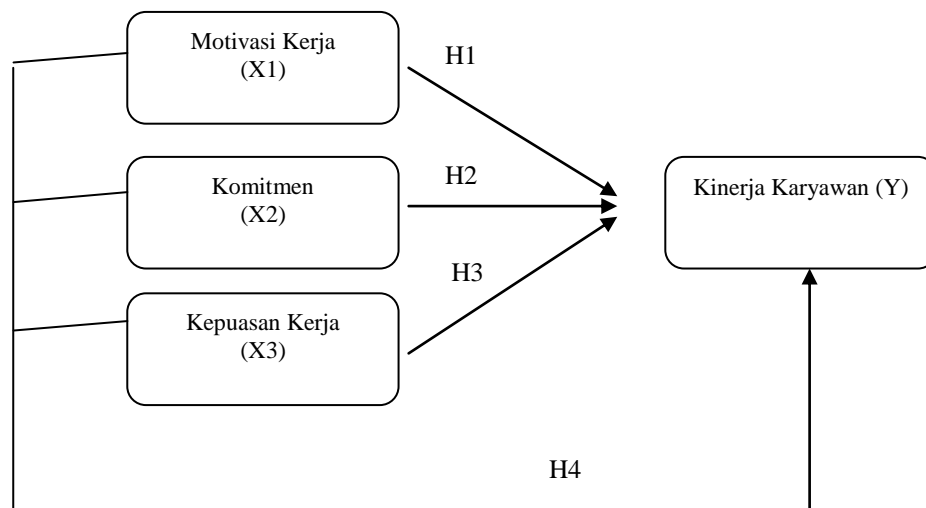 Motivasi Kerja
(X1)
H1
Komitmen
(X2)
H2
Kinerja Karyawan (Y)
H3
Kepuasan Kerja
(X3)
H4